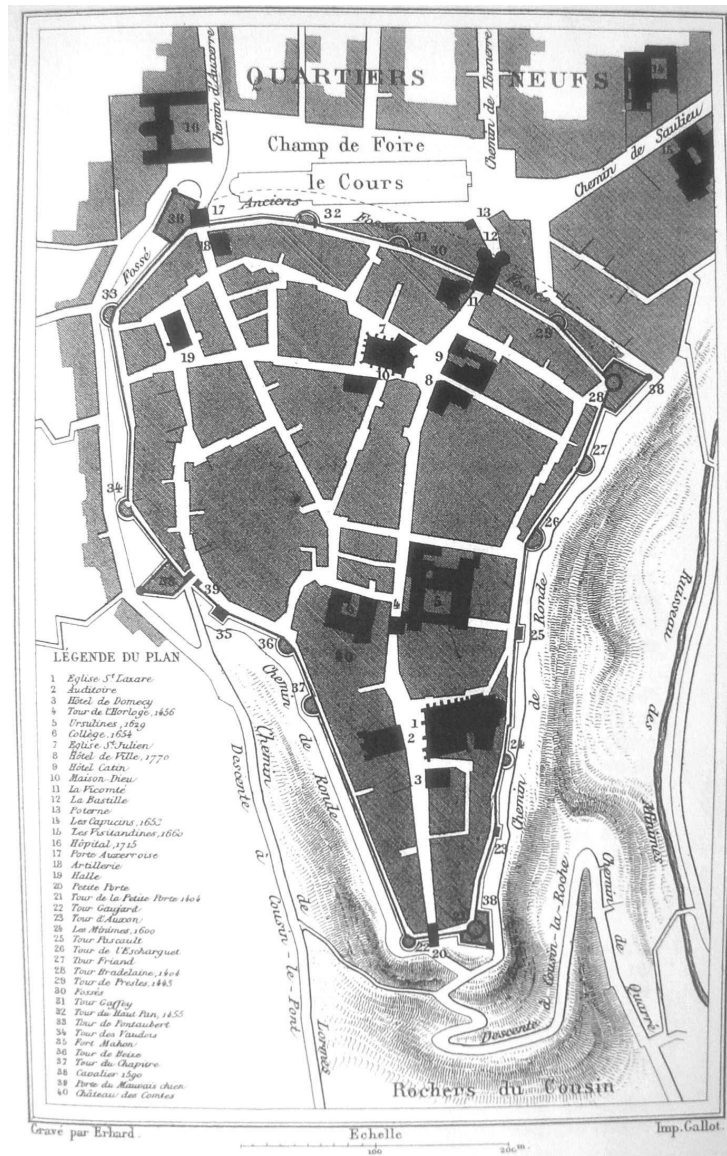 QUARTIERS NEUFS
Chemin d'Auxerre
Chemin de Tonnerre
Chemin de Saulieu
Champ de Foire
le Cours
Anciens Fossés
Fossé
Chemin de Ronde
Chemin de Ronde
Ruisseau des Minimes
Descente à Cousin-le-Pont
Chemin de Lormes
Descente à Cousin-la-Roche
Chemin de Quarré
Rochers du Cousin
LÉGENDE DU PLAN
1 Eglise St Lazare
2 Auditoire
3 Hôtel de Domecy
4 Tour de l'Horloge, 1456
5 Ursulines, 1629
6 Collège, 1654
7 Eglise St Julien
8 Hôtel de Ville, 1770
9 Hôtel Catin
10 Maison Dieu
11 la Vicomté
12 La Bastille
13 Poterne
14 Les Capucins, 1653
15 Les Visitandines, 1660
16 Hôpital, 1715
17 Porte Auxerroise
18 Artillerie
19 Halle
20 Petite Porte
21 Tour de la Petite Porte 1404
22 Tour Gaujard
23 Tour d'Auxon
24 Les Minimes, 1600
25 Tour Pascault
26 Tour de l'Escharguet
27 Tour Friand
28 Tour Bradelaine, 1404
29 Tour de Presles, 1443
30 Fossés
31 Tour Gaffey
32 Tour du Haut Pan, 1455
33 Tour de Fontaubert
34 Tour des Vaudois
35 Fort Mahon
36 Tour de Beize
37 Tour du Chapitre
38 Cavalier 1590
39 Porte du Mauvais chien
40 Château des Comtes
Gravé par Erhard.
Echelle
Imp. Gallot.
100
200 m.